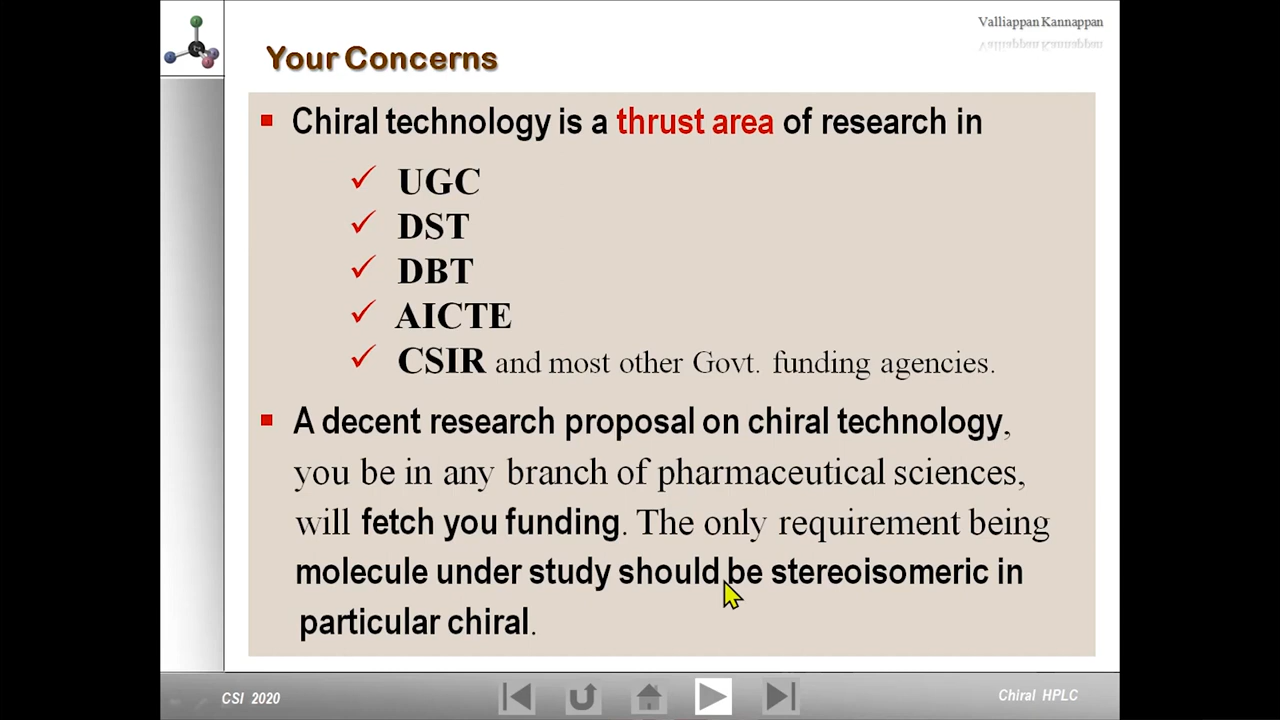 Valliappan Kannappan
Your Concerns
Chiral technology is a thrust area of research in
UGC
DST
DBT
AICTE
CSIR and most other Govt. funding agencies.
A decent research proposal on chiral technology,
you be in any branch of pharmaceutical sciences,
will fetch you funding. The only requirement being
molecule under study should be stereoisomeric in
particular chiral.
CSI 2020
Chiral HPLC